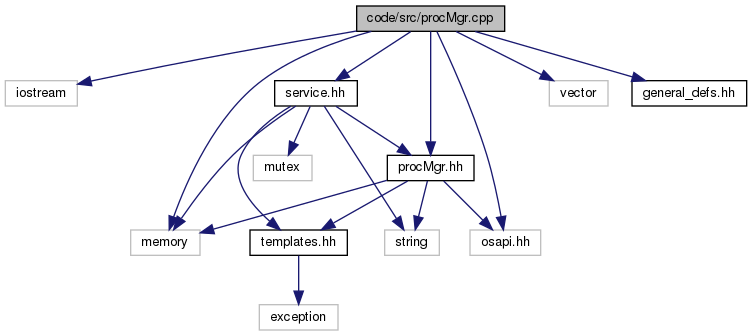 code/src/procMgr.cpp
iostream
service.hh
vector
general_defs.hh
mutex
procMgr.hh
memory
templates.hh
string
osapi.hh
exception